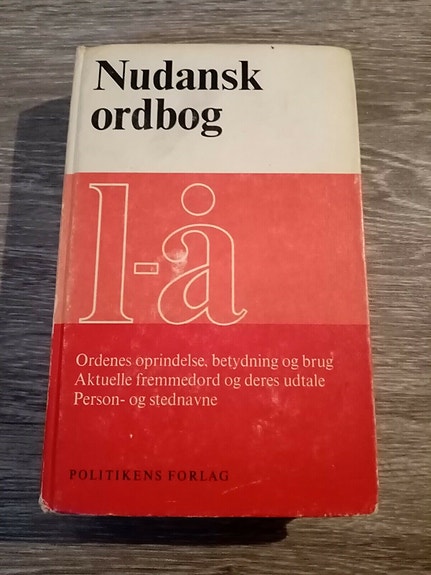 Nudansk
ordbog
l-å
Ordenes oprindelse, betydning og brug
Aktuelle fremmedord og deres udtale
Person- og stednavne
POLITIKENS FORLAG